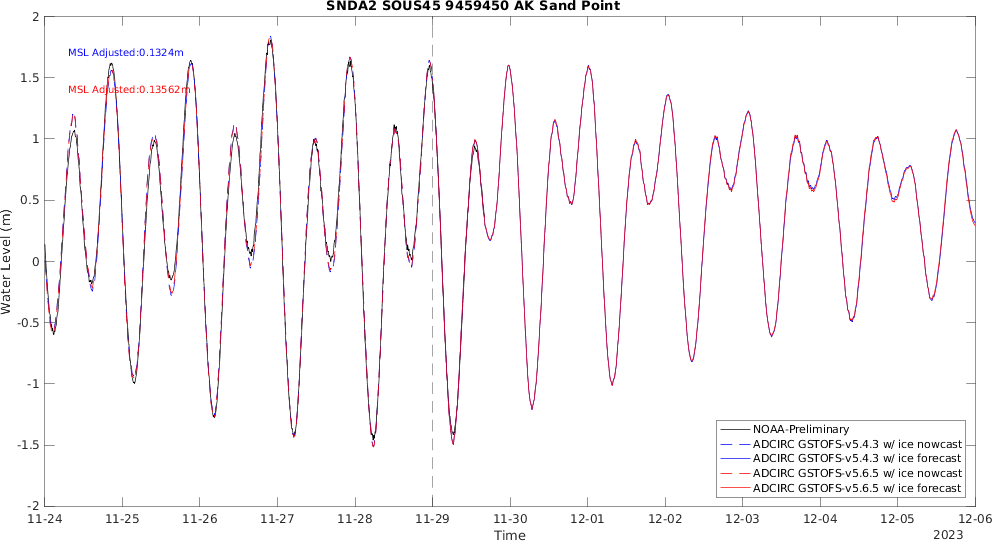 SNDA2 SOUS45 9459450 AK Sand Point
MSL Adjusted:0.1324m
MSL Adjusted:0.13562m
Water Level (m)
2
1.5
1
0.5
0
-0.5
-1
-1.5
-2
NOAA-Preliminary
ADCIRC GSTOFS-v5.4.3 w/ ice nowcast
ADCIRC GSTOFS-v5.4.3 w/ ice forecast
ADCIRC GSTOFS-v5.6.5 w/ ice nowcast
ADCIRC GSTOFS-v5.6.5 w/ ice forecast
11-24 11-25 11-26 11-27 11-28 11-29 11-30 12-01 12-02 12-03 12-04 12-05 12-06
Time
2023